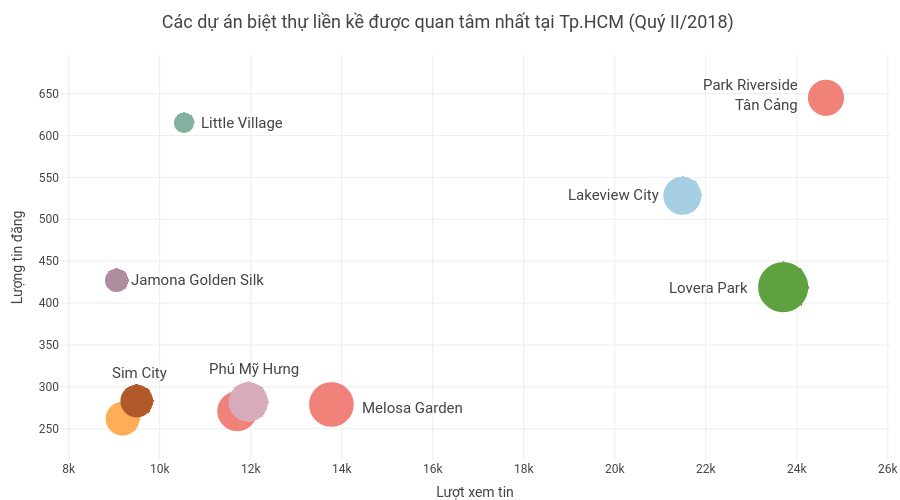 Các dự án biệt thự liền kề được quan tâm nhất tại Tp.HCM (Quý II/2018)
Park Riverside
Tân Cảng
Little Village
Lakeview City
Jamona Golden Silk
Lovera Park
Sim City
Phú Mỹ Hưng
Melosa Garden
Lượng tin đăng
650
600
550
500
450
400
350
300
250
8k
10k
12k
14k
16k
18k
20k
22k
24k
26k
Lượt xem tin